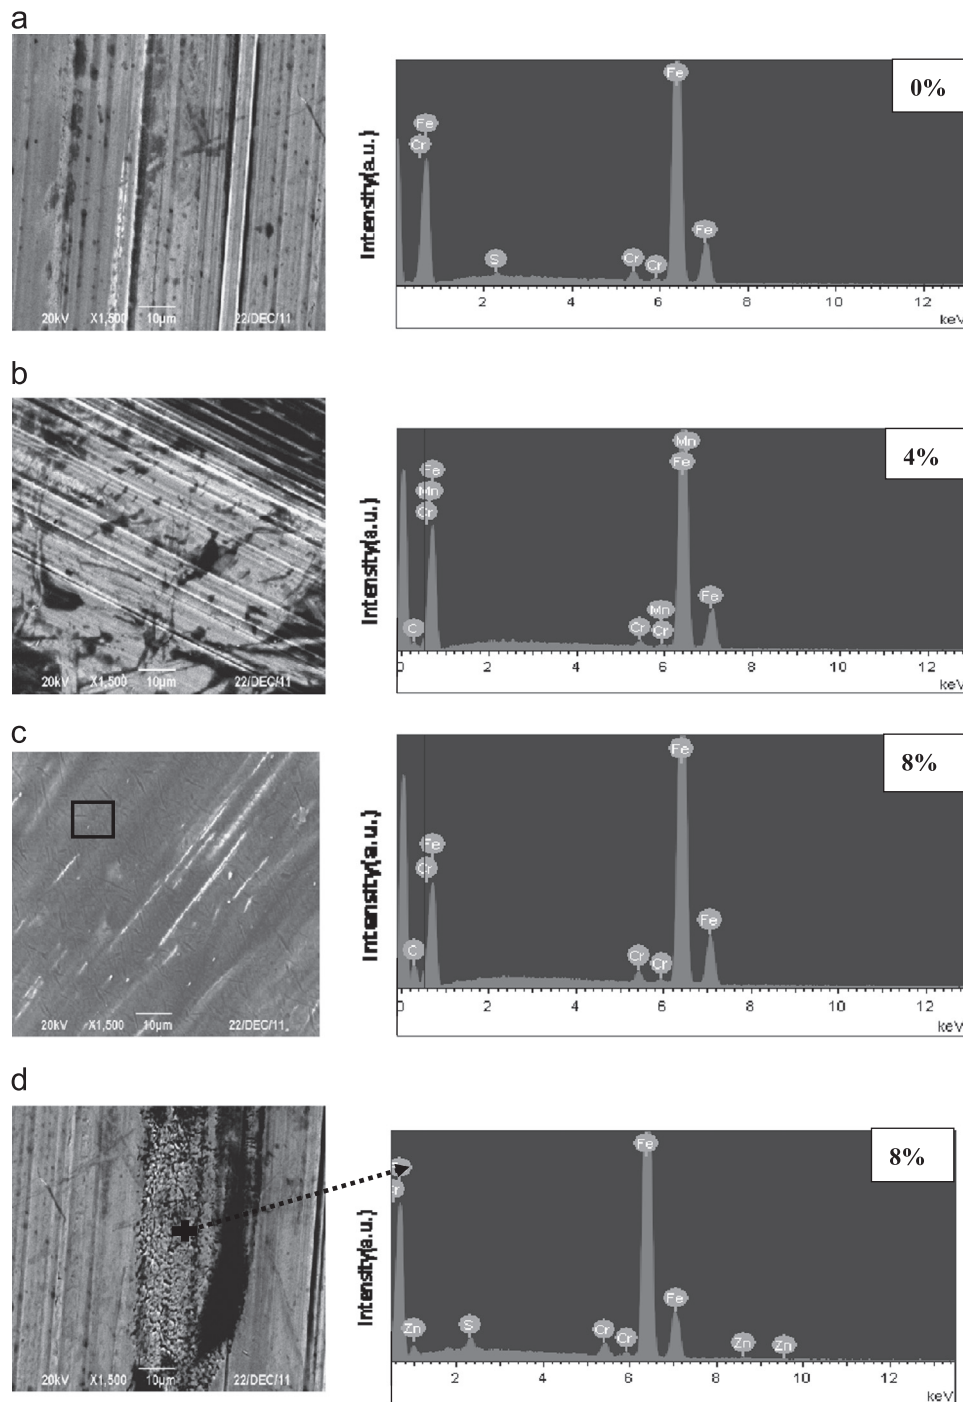 a
Intensity(a.u.)
0%
Fe
Fe
Cr
S
Cr
Cr
Fe
2 4 6 8 10 12
keV
20kV X1,500 10µm 22/DEC/11
b
Intensity(a.u.)
4%
Mn
Fe
Fe
Mn
Cr
C
Mn
Cr
Cr
Fe
0 2 4 6 8 10 12
keV
20kV X1,500 10µm 22/DEC/11
c
Intensity(a.u.)
8%
Fe
Fe
Cr
C
Cr
Cr
Fe
0 2 4 6 8 10 12
keV
20kV X1,500 10µm 22/DEC/11
d
Intensity(a.u.)
8%
Fe
Zn
S
Cr
Cr
Fe
Zn
Zn
2 4 6 8 10 12
keV
20kV X1,500 10µm 22/DEC/11